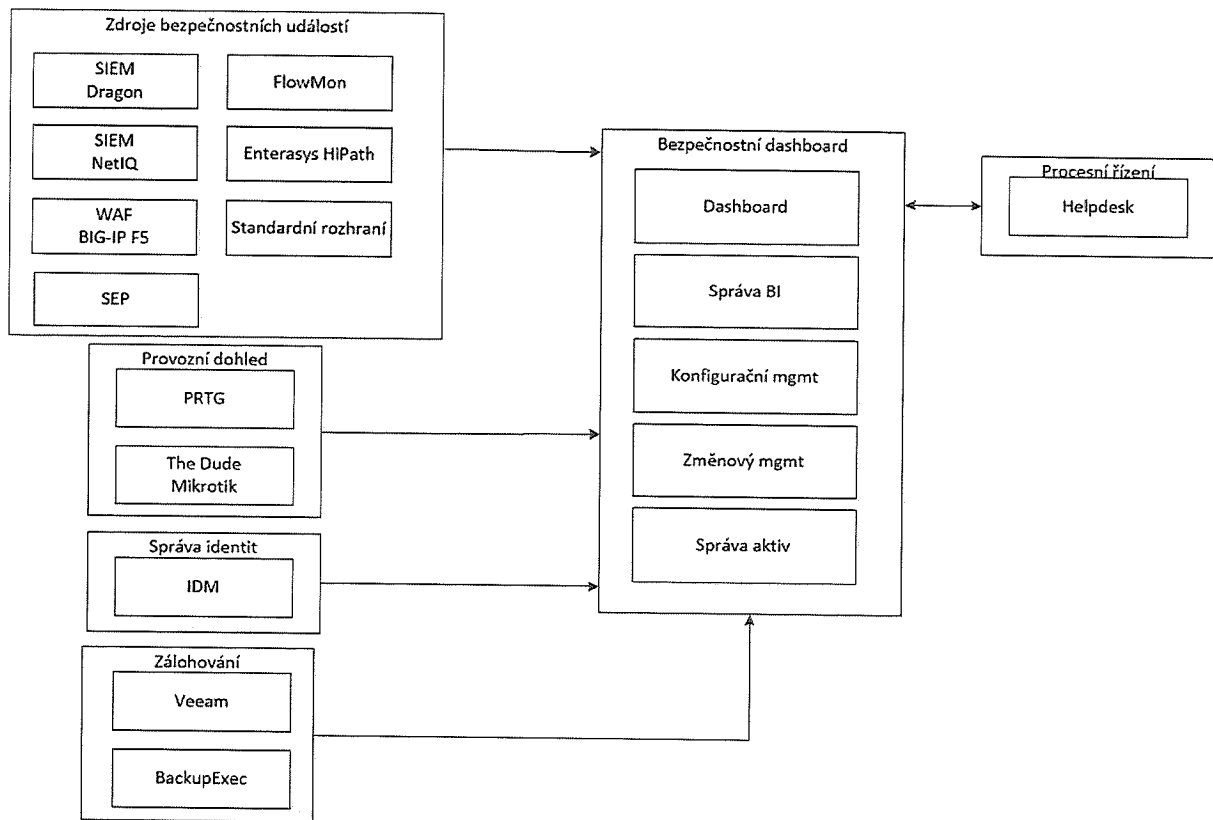 Zdroje bezpečnostních událostí
SIEM
Dragon
FlowMon
SIEM
NetIQ
Enterasys HiPath
WAF
BIG-IP F5
Standardní rozhraní
SEP
Provozní dohled
PRTG
The Dude
Mikrotik
Správa identit
IDM
Zálohování
Veeam
BackupExec
Bezpečnostní dashboard
Dashboard
Správa BI
Konfigurační mgmt
Změnový mgmt
Správa aktiv
Procesní řízení
Helpdesk